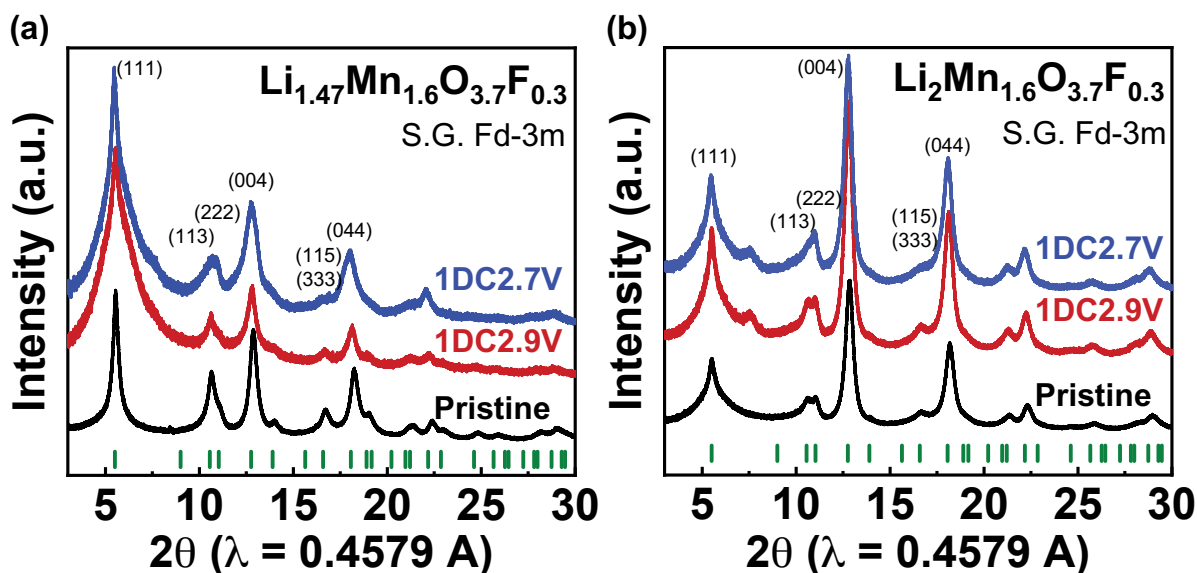 (a)
Intensity (a.u.)
(111)
Li1.47Mn1.6O3.7F0.3
S.G. Fd-3m
(004)
(222)
(113)
(044)
(115)
(333)
1DC2.7V
1DC2.9V
Pristine
5 10 15 20 25 30
2θ (λ = 0.4579 A)
(b)
Intensity (a.u.)
(004)
Li2Mn1.6O3.7F0.3
S.G. Fd-3m
(111)
(044)
(222)
(113)
(115)
(333)
1DC2.7V
1DC2.9V
Pristine
5 10 15 20 25 30
2θ (λ = 0.4579 A)